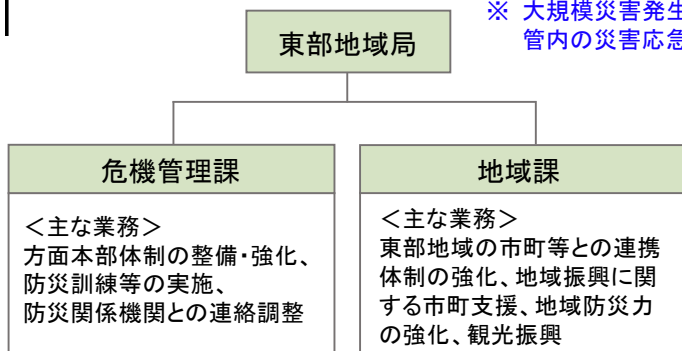 ※ 大規模災害発生
管内の災害応急
東部地域局
危機管理課
＜主な業務＞
方面本部体制の整備・強化、
防災訓練等の実施、
防災関係機関との連絡調整
地域課
＜主な業務＞
東部地域の市町等との連携
体制の強化、地域振興に関
する市町支援、地域防災力
の強化、観光振興